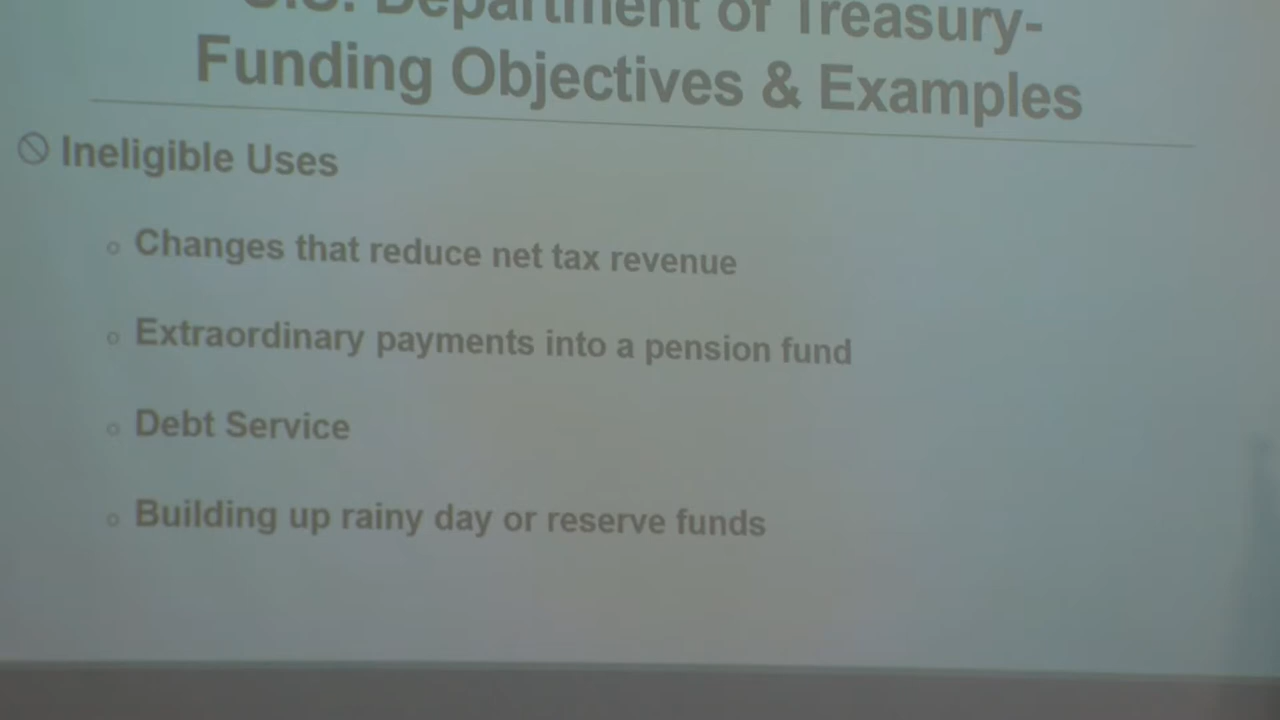 U.S. Department of Treasury-
Funding Objectives & Examples
Ineligible Uses
Changes that reduce net tax revenue
Extraordinary payments into a pension fund
Debt Service
Building up rainy day or reserve funds